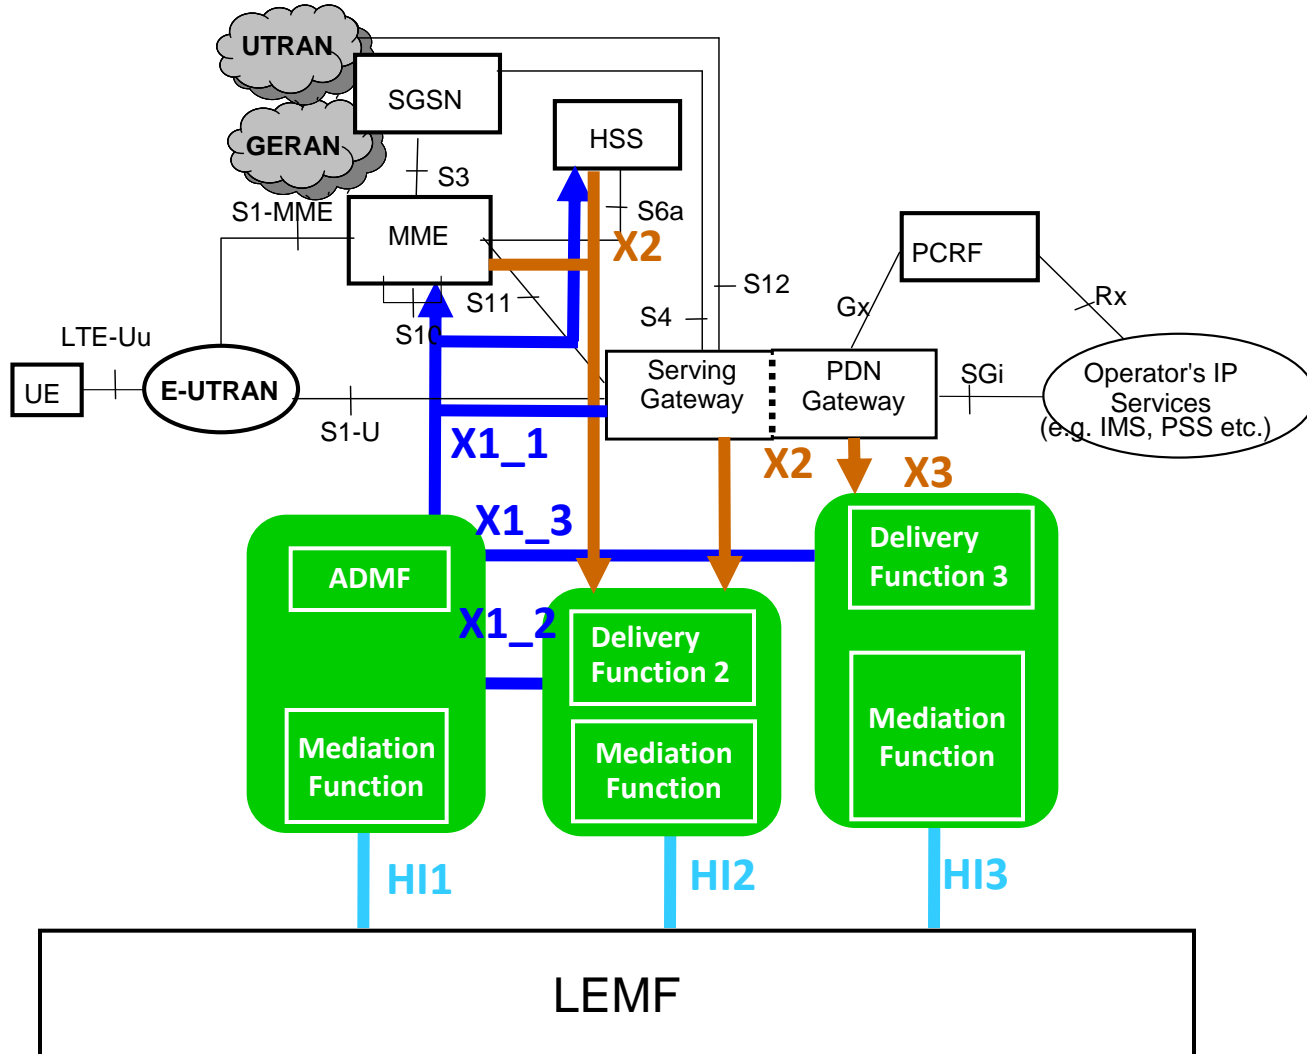 UTRAN
SGSN
HSS
GERAN
S3
S6a
S1-MME
MME
X2
PCRF
S11
S12
Gx
Rx
S10
S4
LTE-Uu
Serving
Gateway
PDN
Gateway
SGi
Operator's IP
Services
(e.g. IMS, PSS etc.)
UE
E-UTRAN
S1-U
X1_1
X2
X3
X1_3
Delivery
Function 3
ADMF
X1_2
Delivery
Function 2
Mediation
Function
Mediation
Function
Mediation
Function
HI1
HI2
HI3
LEMF